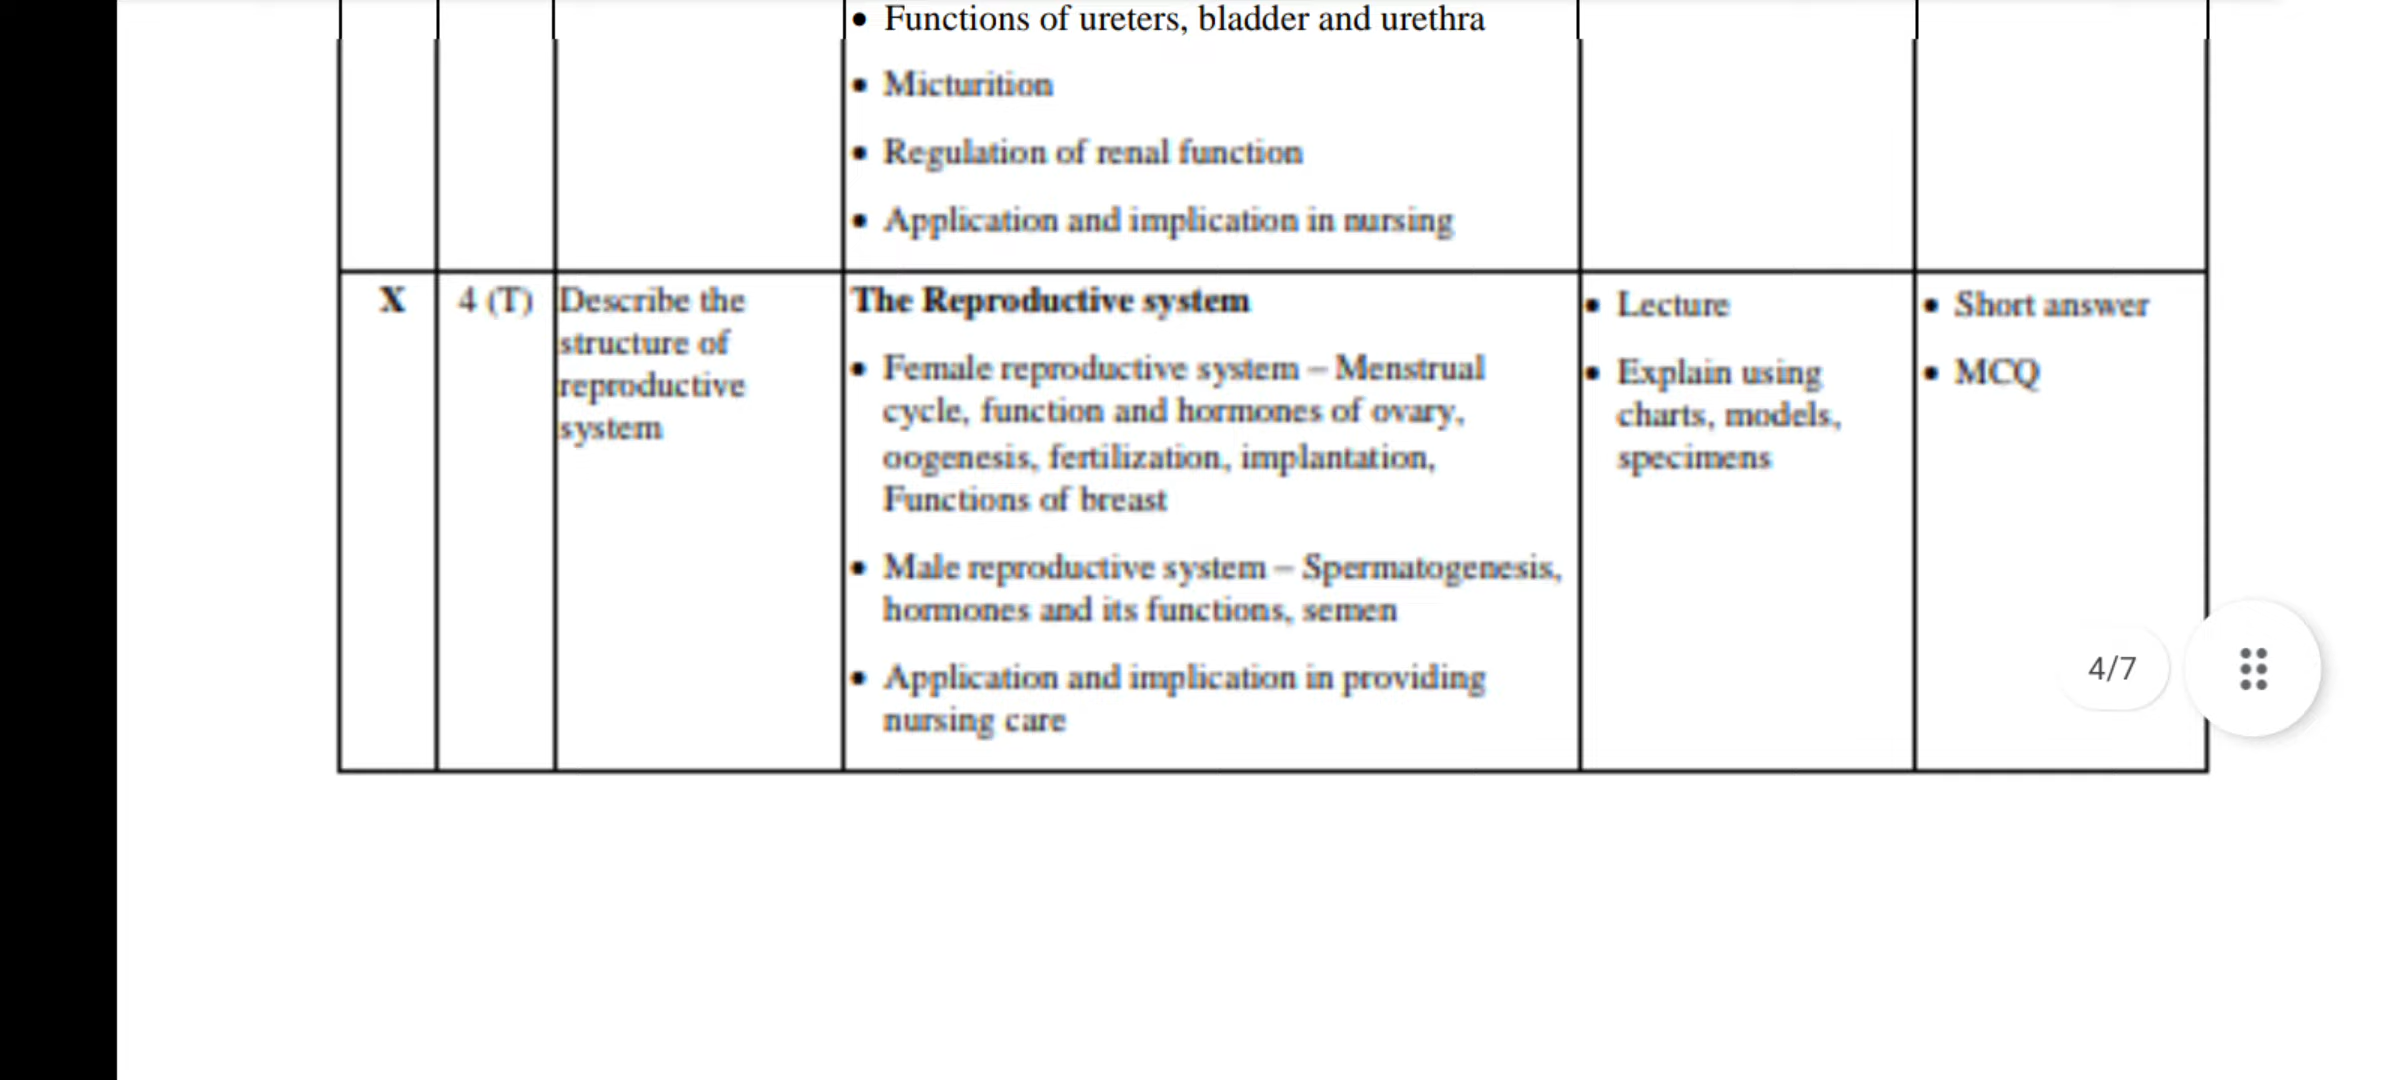 • Functions of ureters, bladder and urethra
• Micturition
• Regulation of renal function
• Application and implication in nursing
X
4 (T)
Describe the
structure of
reproductive
system
The Reproductive system
• Female reproductive system – Menstrual
cycle, function and hormones of ovary,
oogenesis, fertilization, implantation,
Functions of breast
• Male reproductive system – Spermatogenesis,
hormones and its functions, semen
• Application and implication in providing
nursing care
• Lecture
• Explain using
charts, models,
specimens
• Short answer
• MCQ
4/7